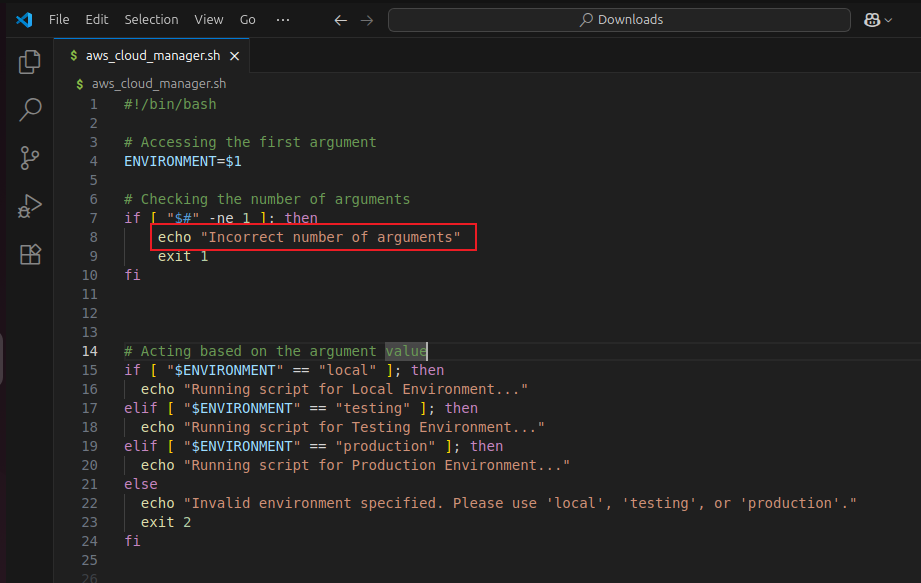 File Edit Selection View Go ··· Downloads
$ aws_cloud_manager.sh
$ aws_cloud_manager.sh
1 #!/bin/bash
2
3 # Accessing the first argument
4 ENVIRONMENT=$1
5
6 # Checking the number of arguments
7 if [ "$#" -ne 1 ]; then
8 echo "Incorrect number of arguments"
9 exit 1
10 fi
11
12
13
14 # Acting based on the argument value
15 if [ "$ENVIRONMENT" == "local" ]; then
16 echo "Running script for Local Environment..."
17 elif [ "$ENVIRONMENT" == "testing" ]; then
18 echo "Running script for Testing Environment..."
19 elif [ "$ENVIRONMENT" == "production" ]; then
20 echo "Running script for Production Environment..."
21 else
22 echo "Invalid environment specified. Please use 'local', 'testing', or 'production'."
23 exit 2
24 fi
25
26